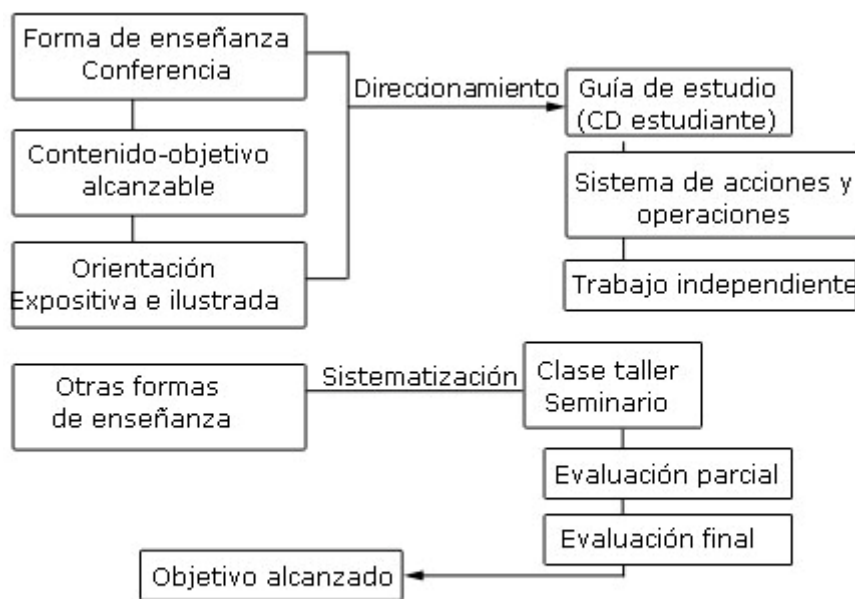 Forma de enseñanza
Conferencia
Direccionamiento
Guía de estudio
(CD estudiante)
Contenido-objetivo
alcanzable
Sistema de acciones y
operaciones
Orientación
Expositiva e ilustrada
Trabajo independiente
Otras formas
de enseñanza
Sistematización
Clase taller
Seminario
Evaluación parcial
Evaluación final
Objetivo alcanzado